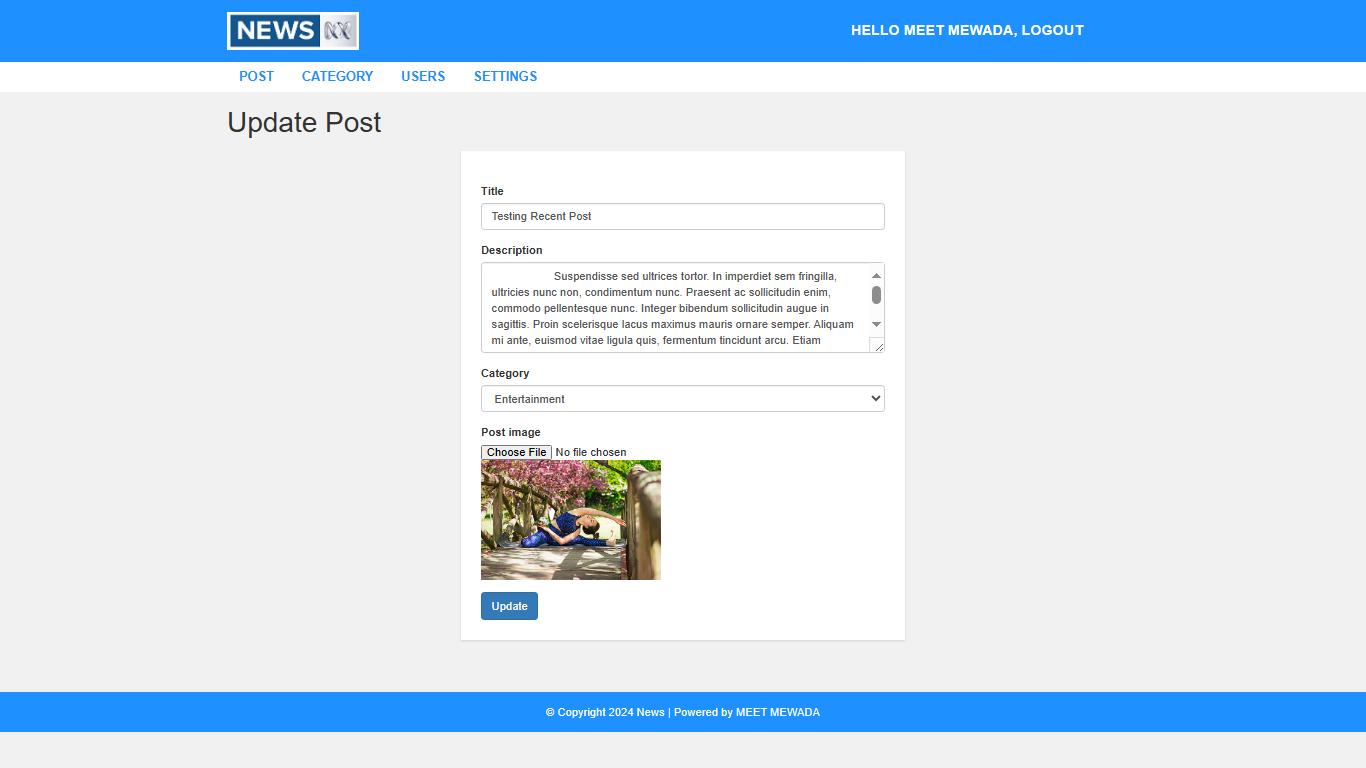 NEWS
HELLO MEET MEWADA, LOGOUT
POST CATEGORY USERS SETTINGS
Update Post
Title
Testing Recent Post
Description
Suspendisse sed ultrices tortor. In imperdiet sem fringilla,
ultricies nunc non, condimentum nunc. Praesent ac sollicitudin enim,
commodo pellentesque nunc. Integer bibendum sollicitudin augue in
sagittis. Proin scelerisque lacus maximus mauris ornare semper. Aliquam
mi ante, euismod vitae ligula quis, fermentum tincidunt arcu. Etiam
Category
Entertainment
Post image
Choose File No file chosen
Update
© Copyright 2024 News | Powered by MEET MEWADA